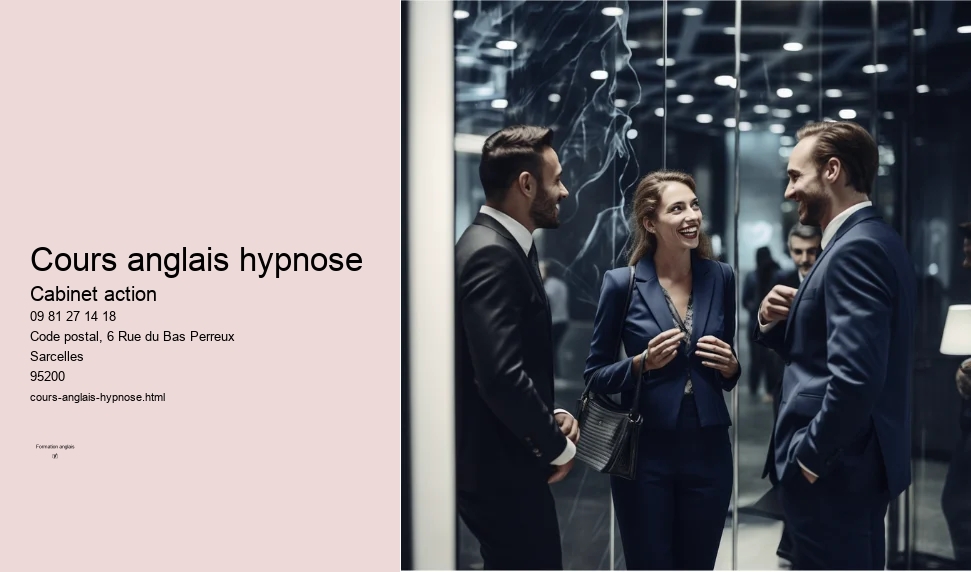 Cours anglais hypnose
Cabinet action
09 81 27 14 18
Code postal, 6 Rue du Bas Perreux
Sarcelles
95200
cours-anglais-hypnose.html
Formation anglais